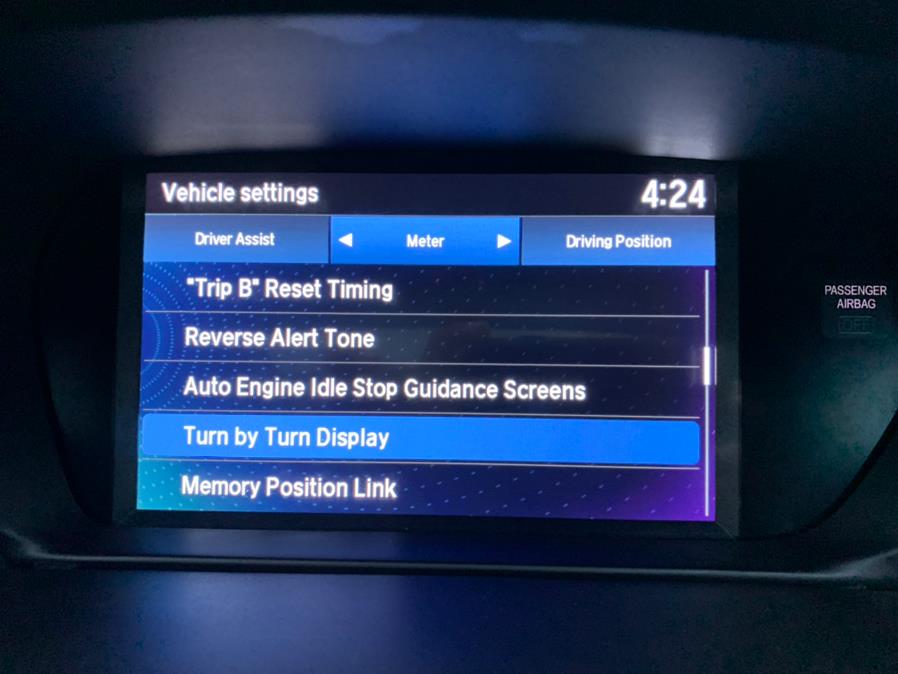 Vehicle settings
4:24
Driver Assist
Meter
Driving Position
"Trip B" Reset Timing
Reverse Alert Tone
Auto Engine Idle Stop Guidance Screens
Turn by Turn Display
Memory Position Link
PASSENGER
AIRBAG
OFF